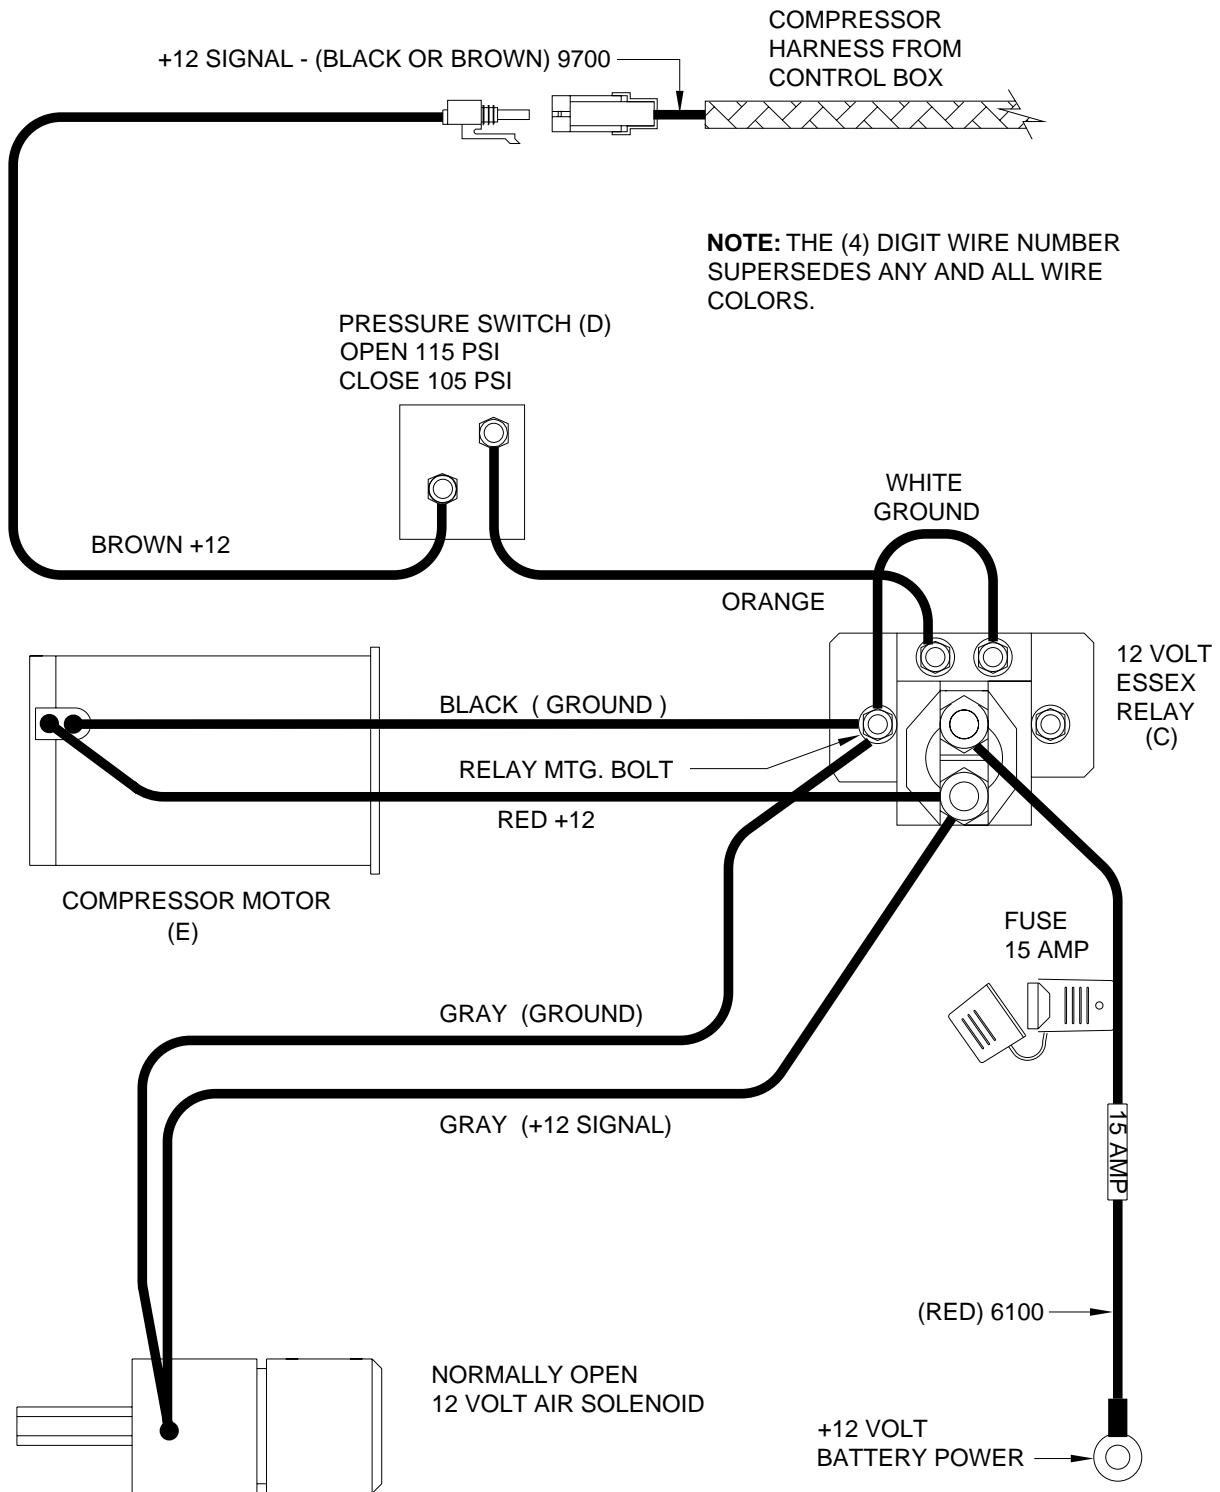 COMPRESSOR
HARNESS FROM
CONTROL BOX
+12 SIGNAL - (BLACK OR BROWN) 9700
NOTE: THE (4) DIGIT WIRE NUMBER
SUPERSEDES ANY AND ALL WIRE
COLORS.
PRESSURE SWITCH (D)
OPEN 115 PSI
CLOSE 105 PSI
WHITE
GROUND
BROWN +12
ORANGE
12 VOLT
ESSEX
RELAY
(C)
BLACK ( GROUND )
RELAY MTG. BOLT
RED +12
COMPRESSOR MOTOR
(E)
FUSE
15 AMP
GRAY (GROUND)
GRAY (+12 SIGNAL)
15 AMP
(RED) 6100
NORMALLY OPEN
12 VOLT AIR SOLENOID
+12 VOLT
BATTERY POWER